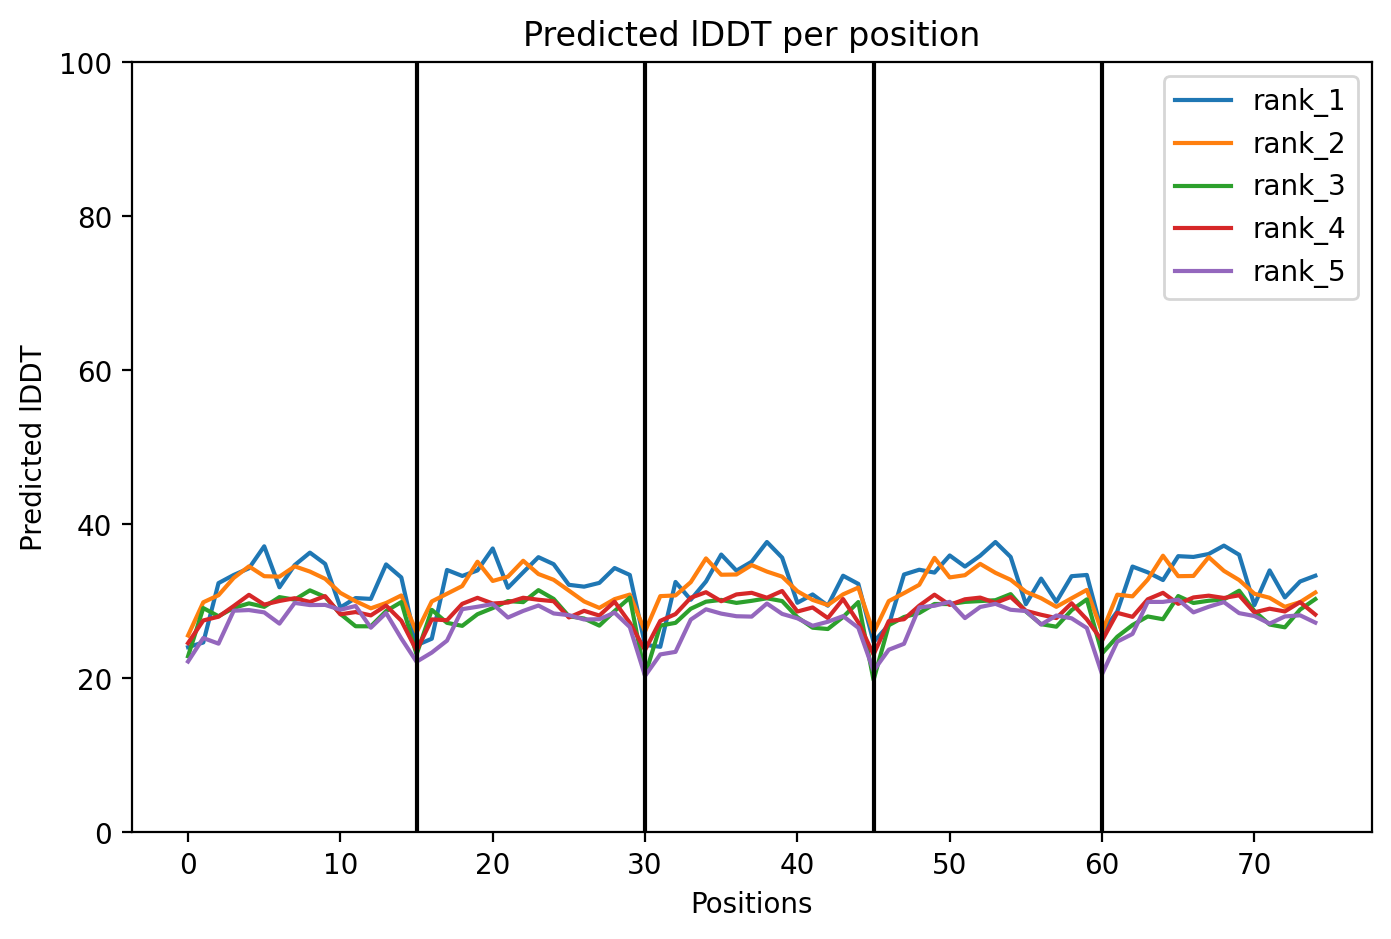 Predicted lDDT per position
100
80
60
40
20
0
Predicted lDDT
0 10 20 30 40 50 60 70
Positions
rank_1
rank_2
rank_3
rank_4
rank_5